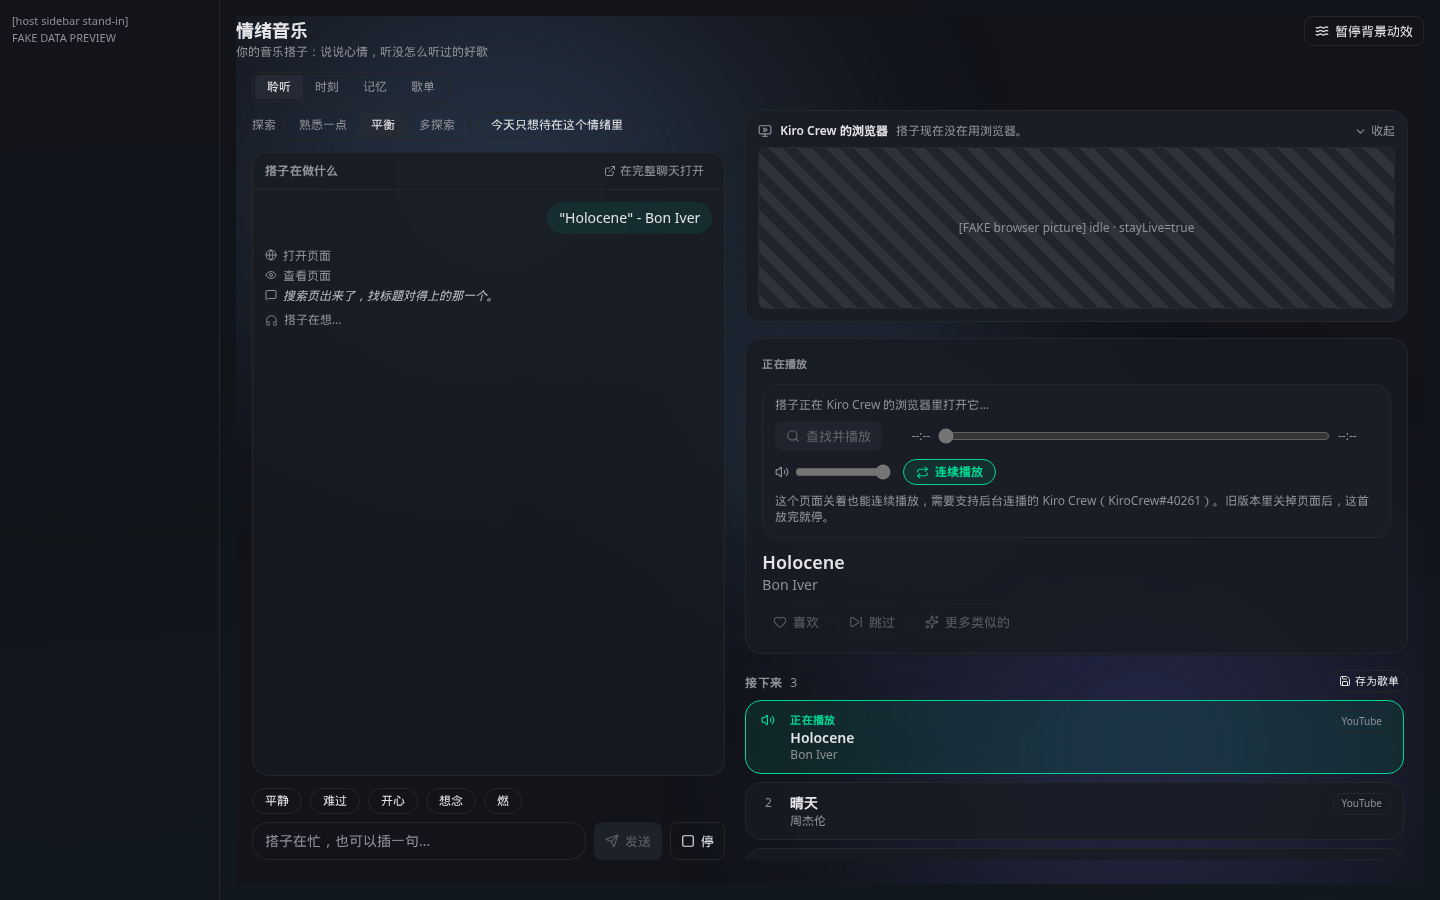 [host sidebar stand-in]
FAKE DATA PREVIEW
情绪音乐
你的音乐搭子：说说心情，听没怎么听过的好歌
暂停背景动效
聆听 时刻 记忆 歌单
探索 熟悉一点 平衡 多探索 今天只想待在这个情绪里
搭子在做什么 在完整聊天打开
"Holocene" - Bon Iver
打开页面
查看页面
搜索页出来了，找标题对得上的那一个。
搭子在想...
平静 难过 开心 想念 燃
搭子在忙，也可以插一句...
发送 停
Kiro Crew 的浏览器 搭子现在没在用浏览器。 收起
[FAKE browser picture] idle · stayLive=true
正在播放
搭子正在 Kiro Crew 的浏览器里打开它...
查找并播放 --:-- --:--
连续播放
这个页面关着也能连续播放，需要支持后台连播的 Kiro Crew（KiroCrew#40261）。旧版本里关掉页面后，这首
放完就停。
Holocene
Bon Iver
喜欢 跳过 更多类似的
接下来 3 存为歌单
正在播放 YouTube
Holocene
Bon Iver
2 晴天 YouTube
周杰伦